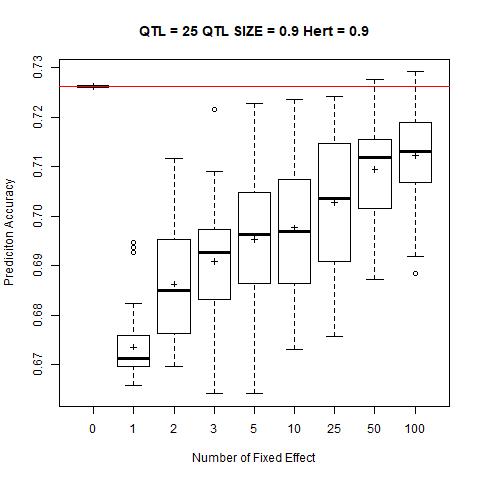 QTL = 25 QTL SIZE = 0.9 Hert = 0.9
0.73
0.72
0.71
0.70
0.69
0.68
0.67
Prediciton Accuracy
0 1 2 3 5 10 25 50 100
Number of Fixed Effect